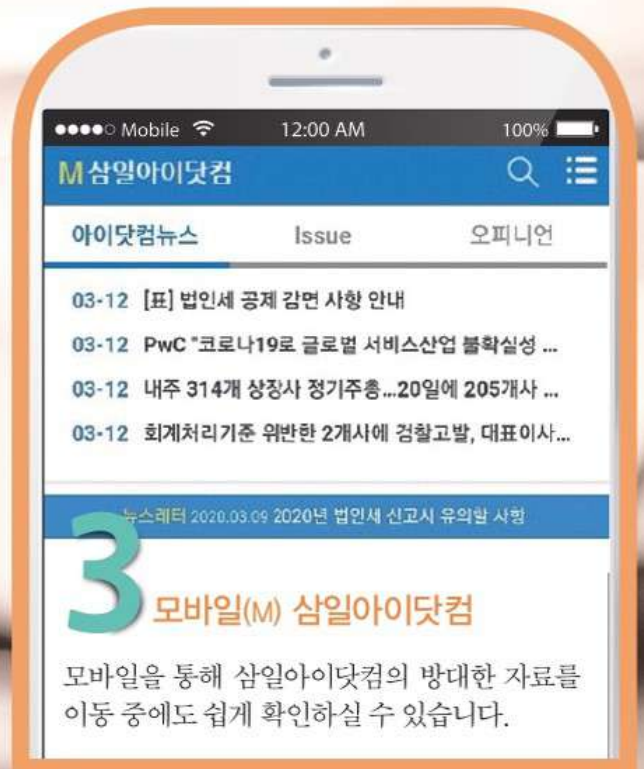 Mobile 12:00 AM 100%
M 삼일아이닷컴
아이닷컴뉴스 Issue 오피니언
03-12 [표] 법인세 공제 감면 사항 안내
03-12 PwC "코로나19로 글로벌 서비스산업 불확실성 ...
03-12 내주 314개 상장사 정기주총...20일에 205개사 ...
03-12 회계처리기준 위반한 2개사에 검찰고발, 대표이사...
뉴스레터 2020.03.09 2020년 법인세 신고시 유의할 사항
3 모바일(M) 삼일아이닷컴
모바일을 통해 삼일아이닷컴의 방대한 자료를
이동 중에도 쉽게 확인하실 수 있습니다.